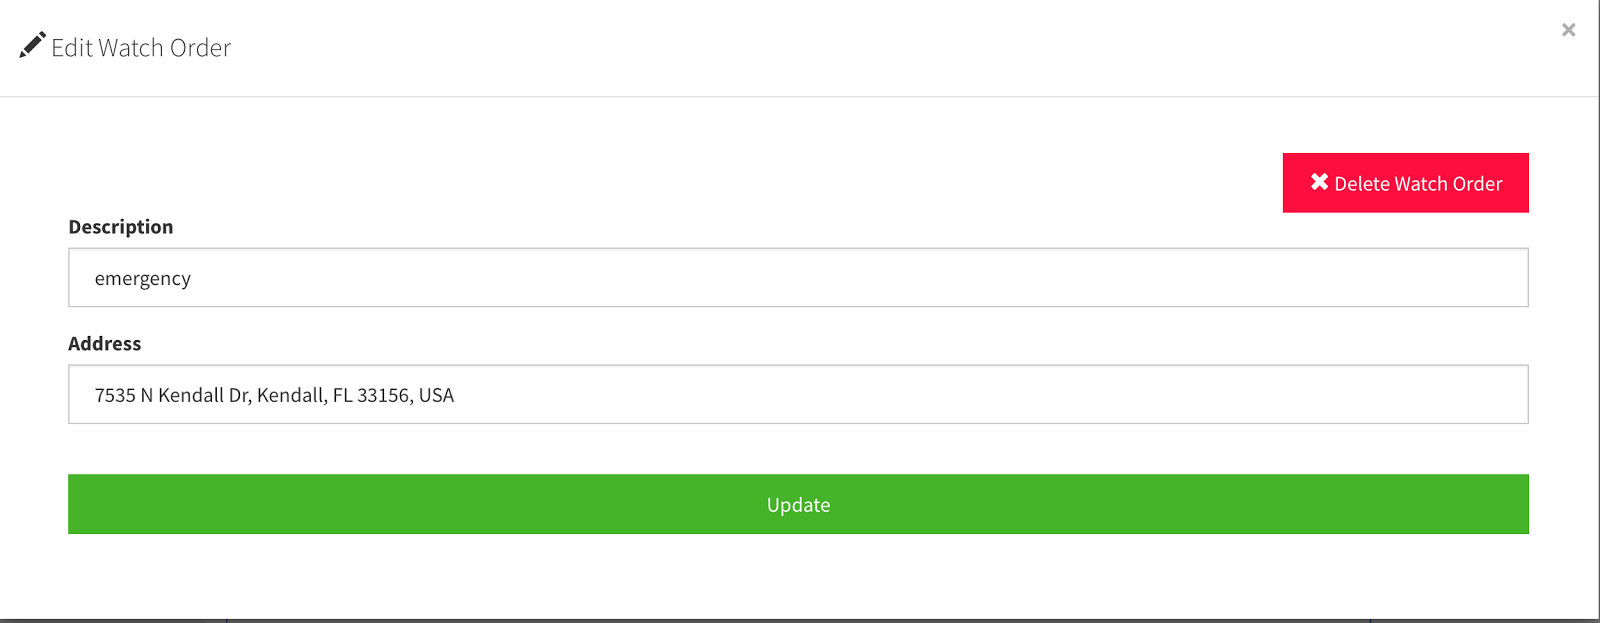 Edit Watch Order
×
Delete Watch Order
Description
emergency
Address
7535 N Kendall Dr, Kendall, FL 33156, USA
Update